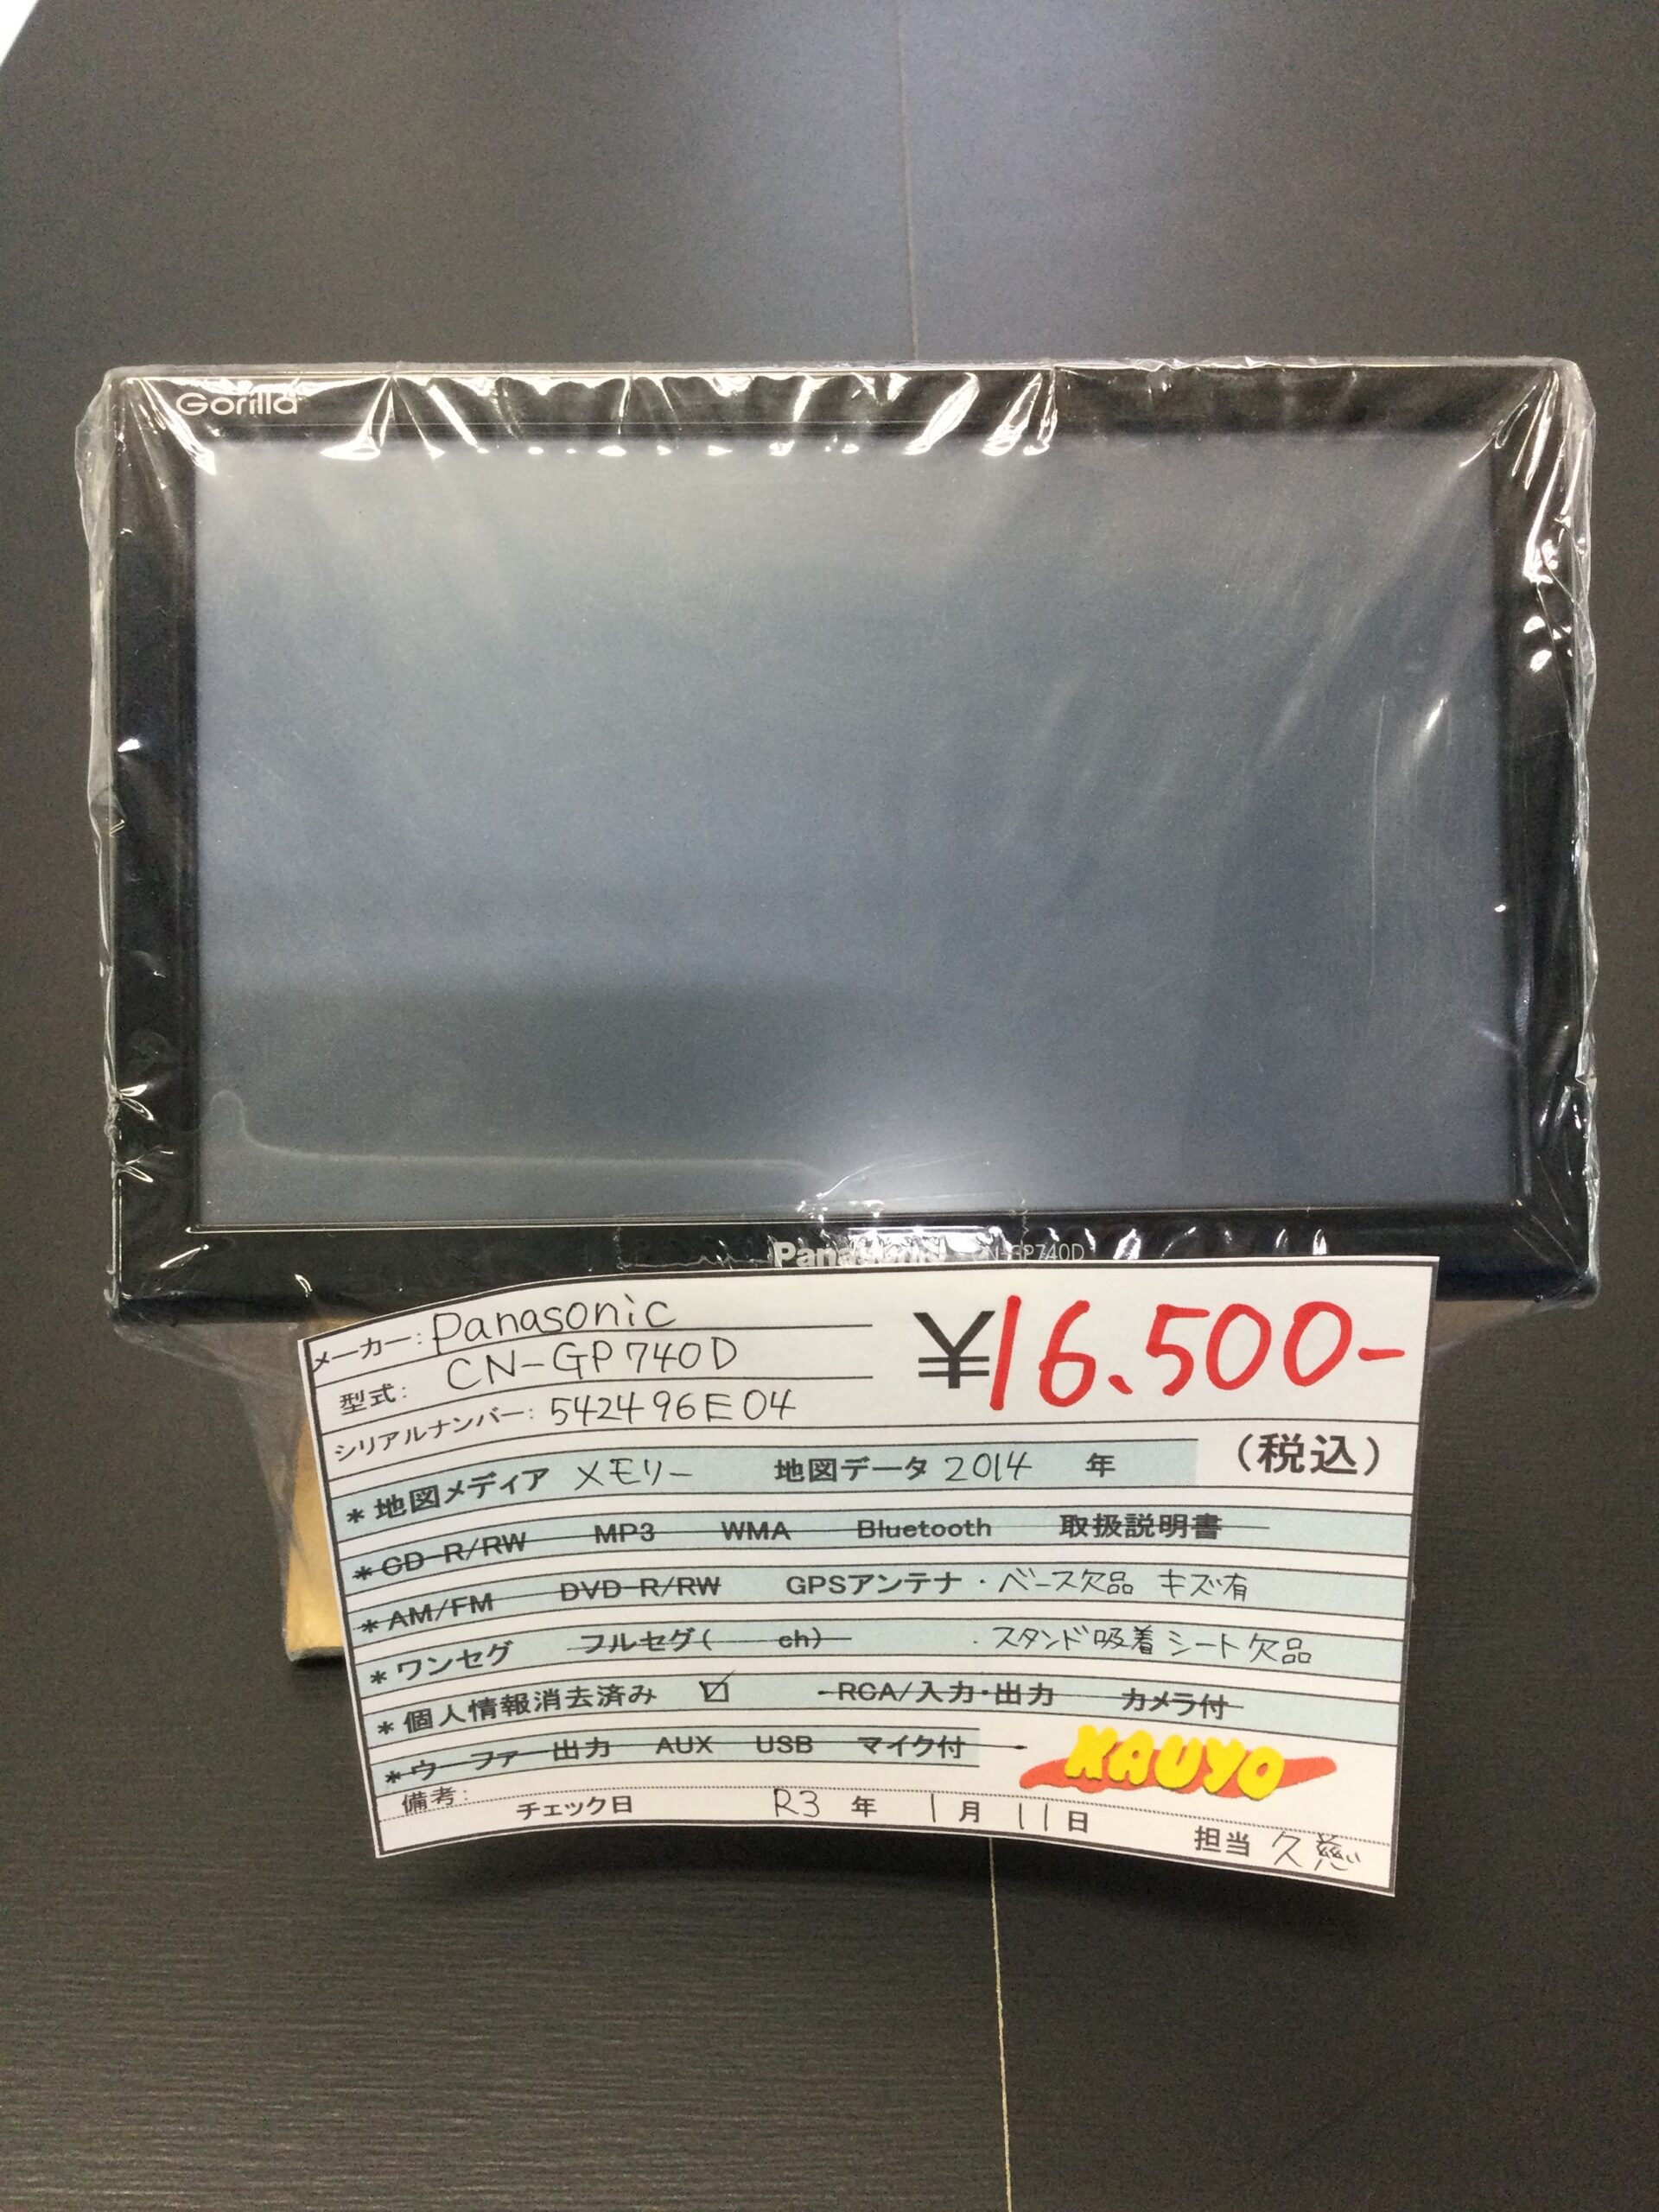 Gorilla
Panasonic CN-GP740D
メーカー: Panasonic
型式: CN-GP740D
シリアルナンバー: 542496E04
¥16.500-
(税込)
＊地図メディア メモリー 地図データ 2014 年
＊CD-R/RW MP3 WMA Bluetooth 取扱説明書
＊AM/FM DVD-R/RW GPSアンテナ ・ベース欠品 キズ有
＊ワンセグ フルセグ( ch) ・スタンド吸着シート欠品
＊個人情報消去済み ☑ RCA/入力・出力 カメラ付
＊ウーファー出力 AUX USB マイク付
KAUYO
備考:
チェック日 R3 年 1月 11日 担当 久慈